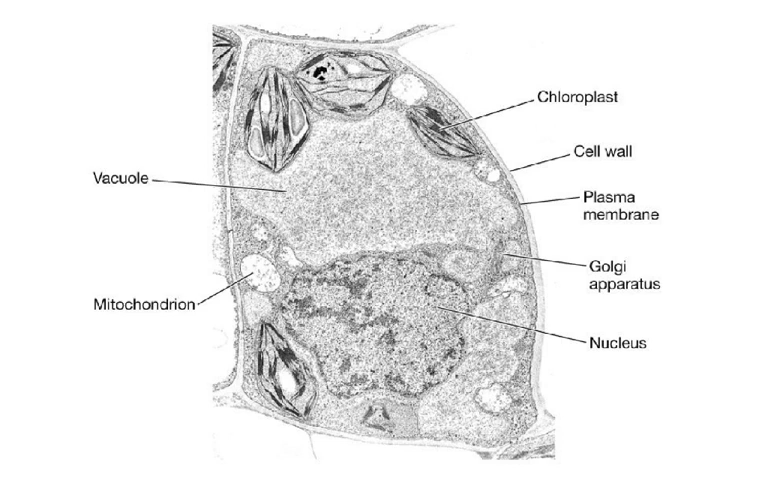 Chloroplast
Cell wall
Vacuole
Plasma
membrane
Golgi
apparatus
Mitochondrion
Nucleus